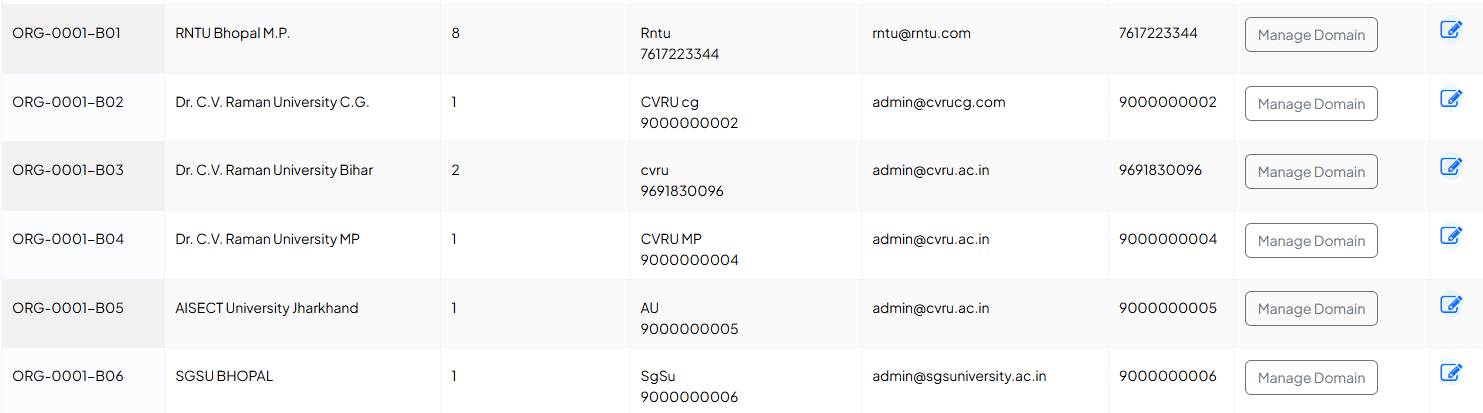 ORG-0001-B01 RNTU Bhopal M.P. 8 Rntu rntu@rntu.com 7617223344 Manage Domain
7617223344
ORG-0001-B02 Dr. C.V. Raman University C.G. 1 CVRU cg admin@cvrucg.com 9000000002 Manage Domain
9000000002
ORG-0001-B03 Dr. C.V. Raman University Bihar 2 cvru admin@cvru.ac.in 9691830096 Manage Domain
9691830096
ORG-0001-B04 Dr. C.V. Raman University MP 1 CVRU MP admin@cvru.ac.in 9000000004 Manage Domain
9000000004
ORG-0001-B05 AISECT University Jharkhand 1 AU admin@cvru.ac.in 9000000005 Manage Domain
9000000005
ORG-0001-B06 SGSU BHOPAL 1 SgSu admin@sgsuniversity.ac.in 9000000006 Manage Domain
9000000006